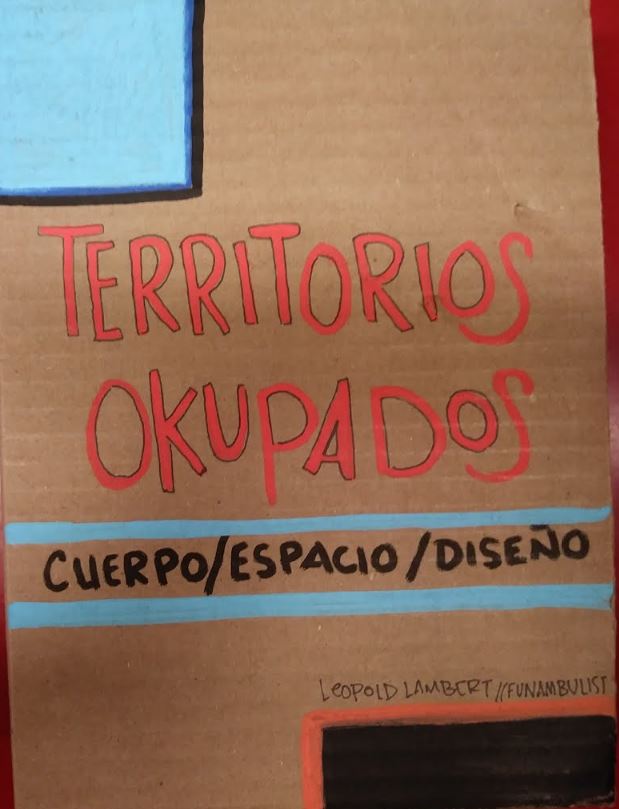 TERRITORIOS
OKUPADOS
CUERPO/ESPACIO/DISEÑO
LEOPOLD LAMBERT//FUNAMBULIST